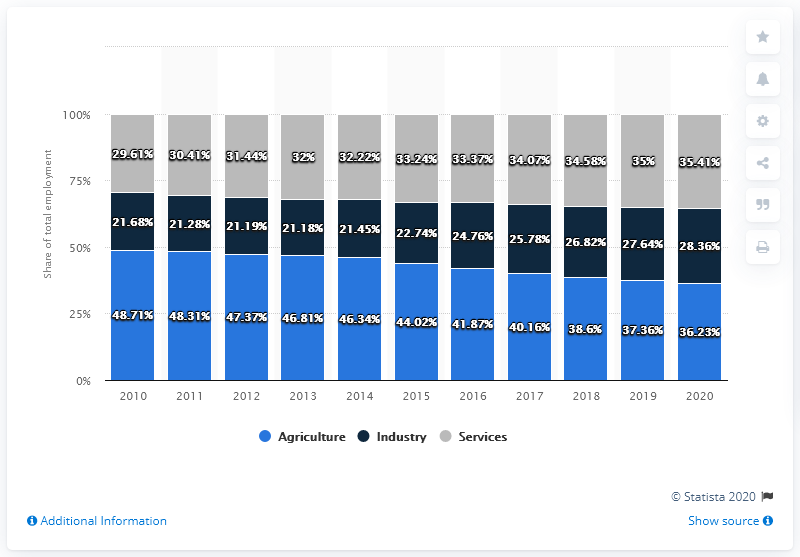 100%
75%
50%
25%
0%
Share of total employment
29.61% 30.41% 31.44% 32% 32.22% 33.24% 33.37% 34.07% 34.58% 35% 35.41%
21.68% 21.28% 21.19% 21.18% 21.45% 22.74% 24.76% 25.78% 26.82% 27.64% 28.36%
48.71% 48.31% 47.37% 46.81% 46.34% 44.02% 41.87% 40.16% 38.6% 37.36% 36.23%
2010 2011 2012 2013 2014 2015 2016 2017 2018 2019 2020
Agriculture Industry Services
© Statista 2020
Additional Information
Show source